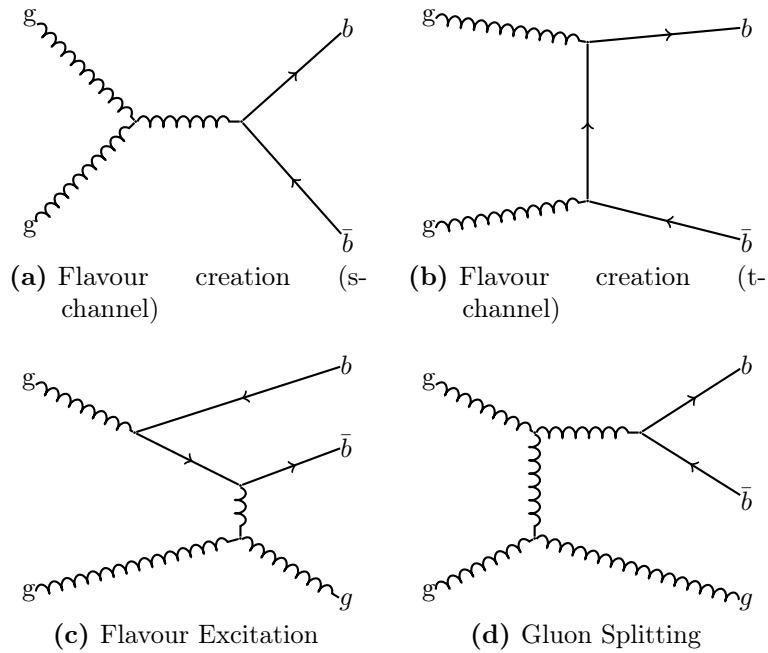 g
b
g
b̄
(a) Flavour creation (s-
channel)
g
b
g
b̄
(b) Flavour creation (t-
channel)
g
b
b̄
g
g
(c) Flavour Excitation
g
b
b̄
g
g
(d) Gluon Splitting